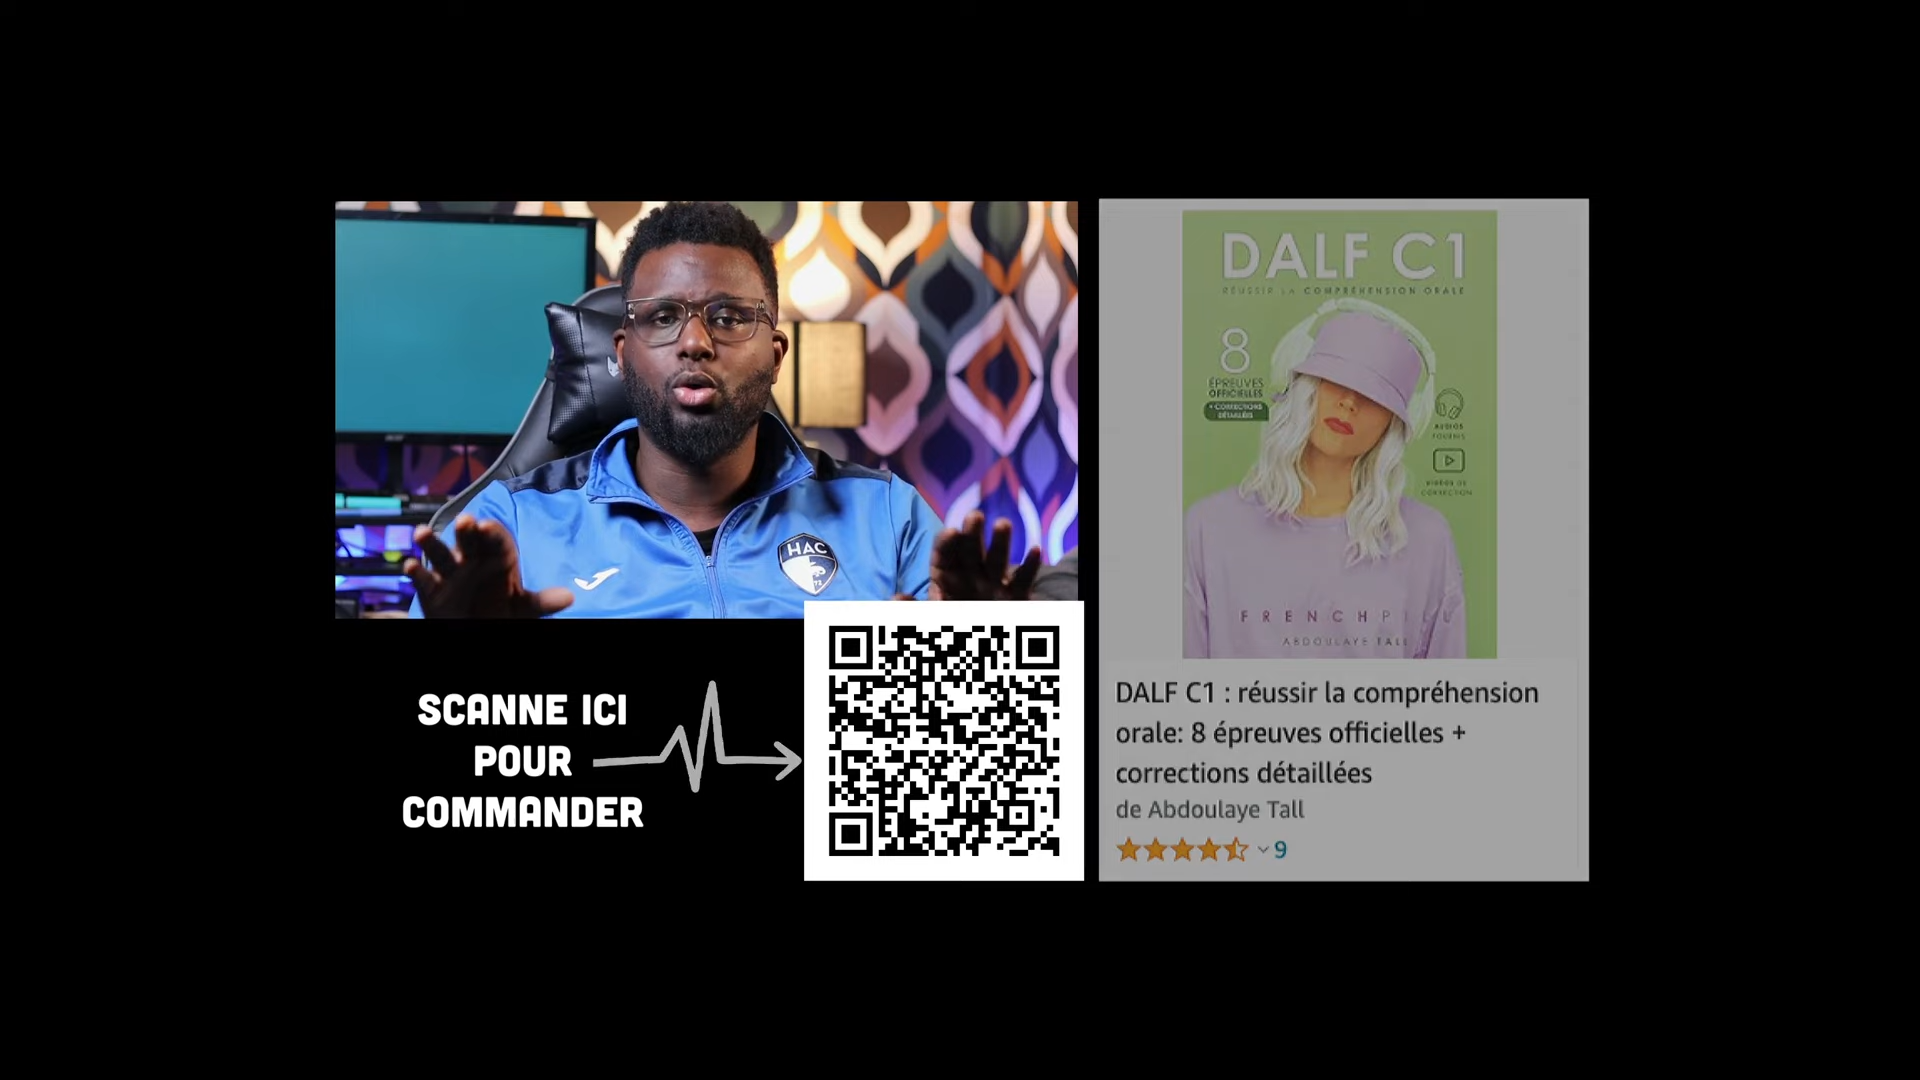 HAC
SCANNE ICI
POUR
COMMANDER
DALF C1
RÉUSSIR LA COMPRÉHENSION ORALE
8
ÉPREUVES
OFFICIELLES
+ CORRECTIONS
DÉTAILLÉES
AUDIOS
FOURNIS
VIDÉOS DE
CORRECTION
FRENCHPILL
ABDOULAYE TALL
DALF C1 : réussir la compréhension
orale: 8 épreuves officielles +
corrections détaillées
de Abdoulaye Tall
9